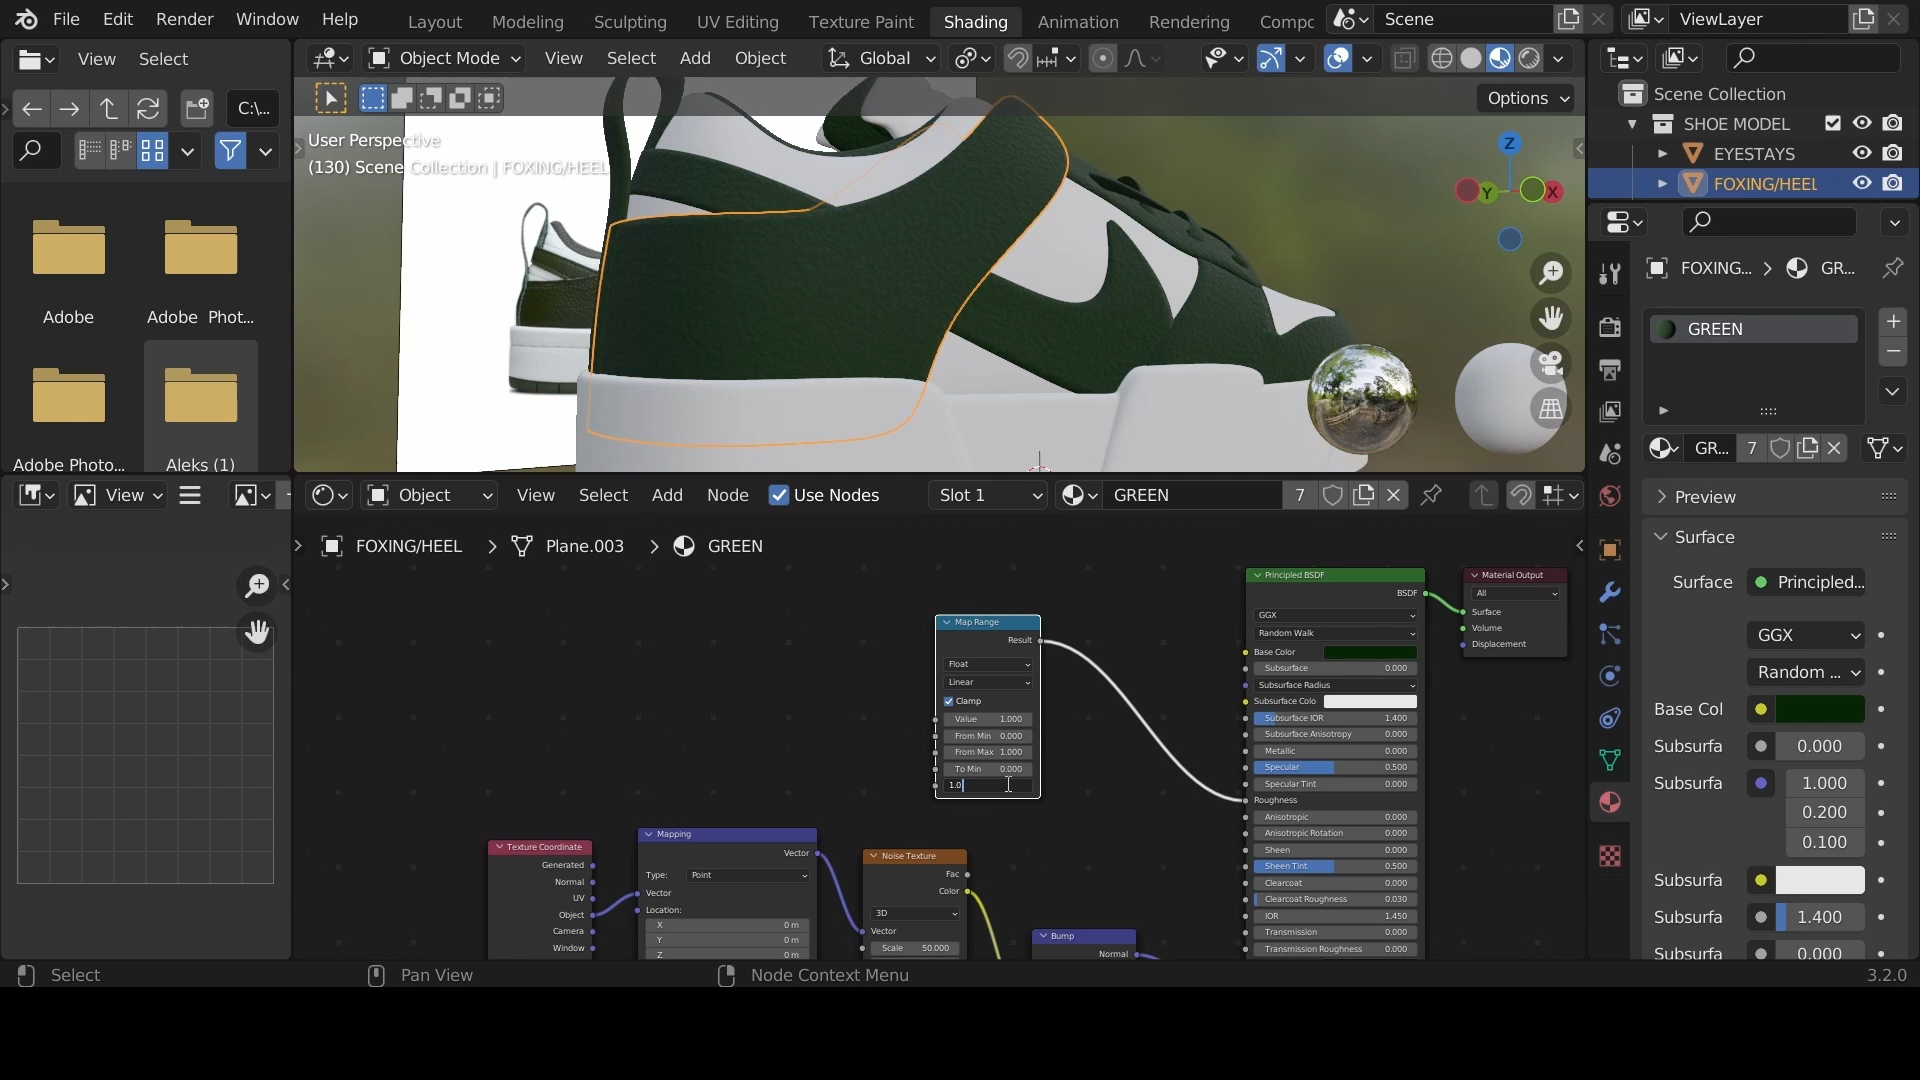 File Edit Render Window Help Layout Modeling Sculpting UV Editing Texture Paint Shading Animation Rendering Compc Scene ViewLayer
View Select Object Mode View Select Add Object Global
C:\... Options
User Perspective
(130) Scene Collection | FOXING/HEEL
Z
Y
X
Adobe Adobe Phot...
Adobe Photo... Aleks (1)
Scene Collection
SHOE MODEL
EYESTAYS
FOXING/HEEL
FOXING... > GR...
GREEN
GR... 7
View Object View Select Add Node Use Nodes Slot 1 GREEN 7
FOXING/HEEL > Plane.003 > GREEN
Map Range
Result
Float
Linear
Clamp
Value 1.000
From Min 0.000
From Max 1.000
To Min 0.000
1.0
Texture Coordinate
Generated
Normal
UV
Object
Camera
Window
Mapping
Vector
Type: Point
Vector
Location:
X 0 m
Y 0 m
Z 0 m
Noise Texture
Fac
Color
3D
Vector
Scale 50.000
Bump
Normal
Principled BSDF
BSDF
GGX
Random Walk
Base Color
Subsurface 0.000
Subsurface Radius
Subsurface Colo
Subsurface IOR 1.400
Subsurface Anisotropy 0.000
Metallic 0.000
Specular 0.500
Specular Tint 0.000
Roughness
Anisotropic 0.000
Anisotropic Rotation 0.000
Sheen 0.000
Sheen Tint 0.500
Clearcoat 0.000
Clearcoat Roughness 0.030
IOR 1.450
Transmission 0.000
Transmission Roughness 0.000
Material Output
All
Surface
Volume
Displacement
Preview
Surface
Surface Principled...
GGX
Random ...
Base Col
Subsurfa 0.000
Subsurfa 1.000
0.200
0.100
Subsurfa
Subsurfa 1.400
Subsurfa 0.000
Select Pan View Node Context Menu 3.2.0